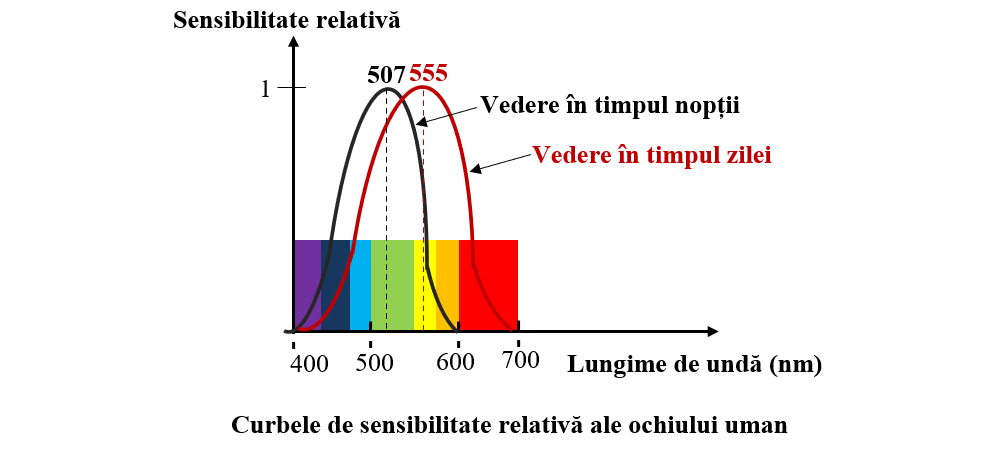 Sensibilitate relativă
507 555
1
Vedere în timpul nopții
Vedere în timpul zilei
400 500 600 700
Lungime de undă (nm)
Curbele de sensibilitate relativă ale ochiului uman